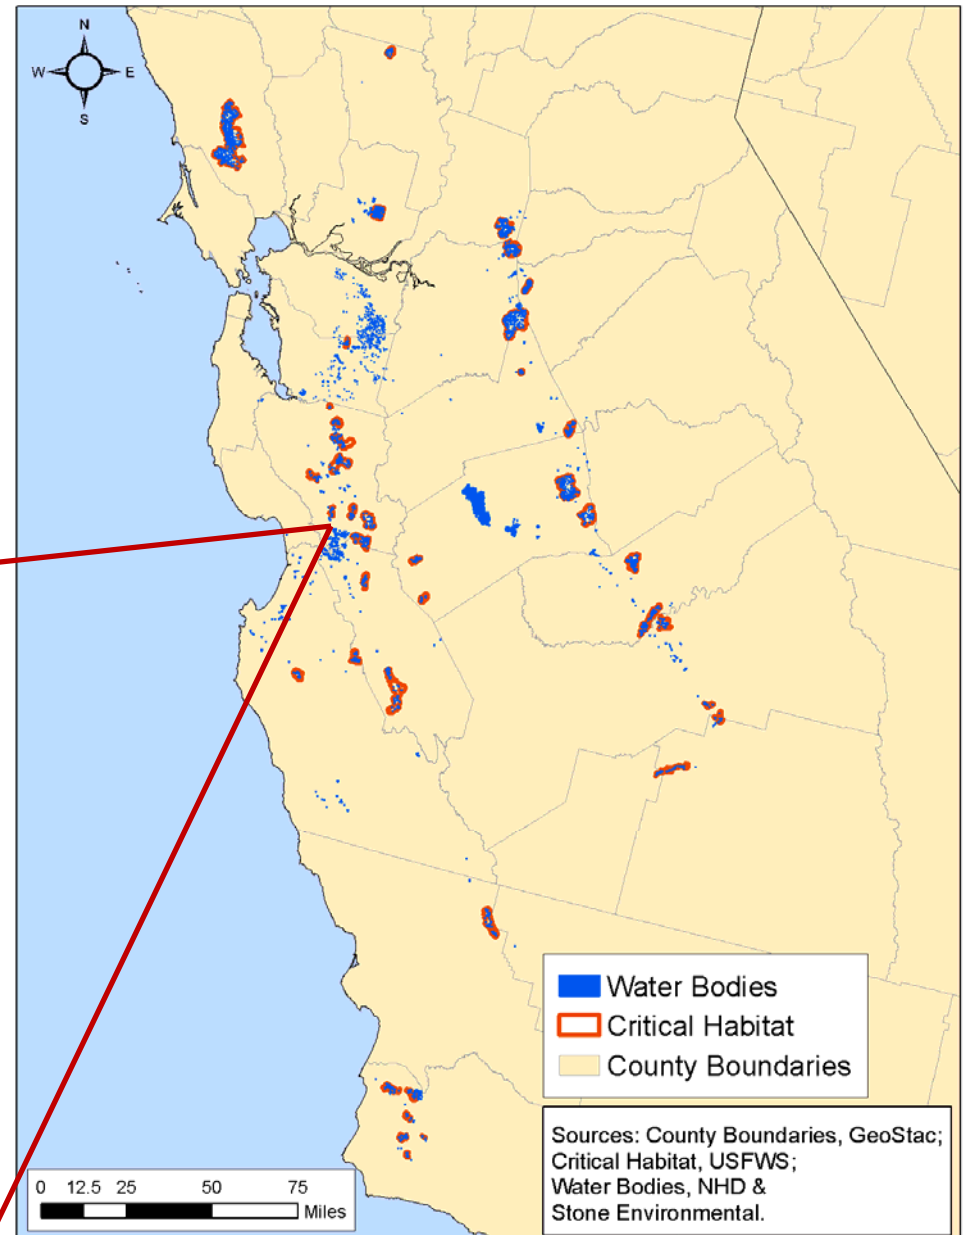 N
W E
S
Water Bodies
Critical Habitat
County Boundaries
Sources: County Boundaries, GeoStac;
Critical Habitat, USFWS;
Water Bodies, NHD &
Stone Environmental.
0 12.5 25 50 75
Miles